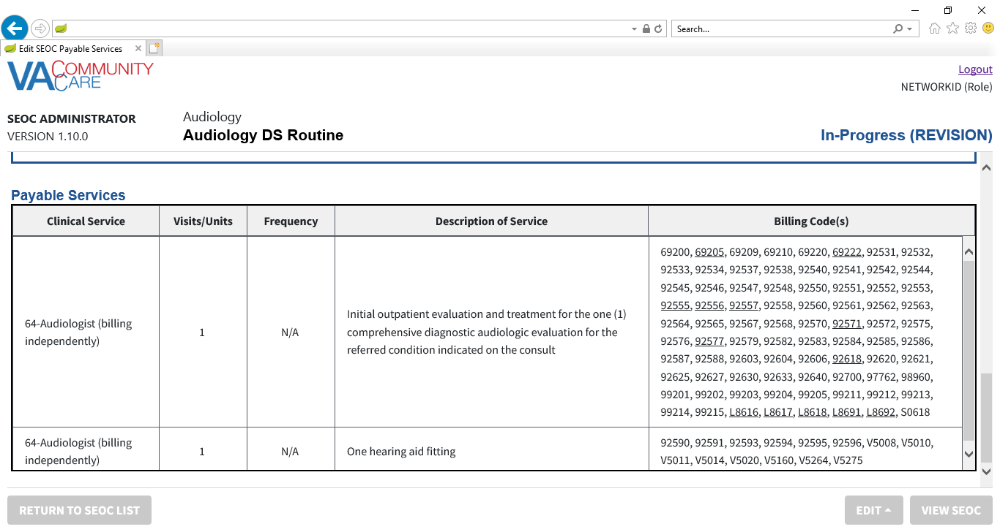 Search...
Edit SEOC Payable Services
VA COMMUNITY CARE
Logout
NETWORKID (Role)
SEOC ADMINISTRATOR
VERSION 1.10.0
Audiology
Audiology DS Routine
In-Progress (REVISION)
Payable Services
Clinical Service Visits/Units Frequency Description of Service Billing Code(s)
64-Audiologist (billing
independently)
1
N/A
Initial outpatient evaluation and treatment for the one (1)
comprehensive diagnostic audiologic evaluation for the
referred condition indicated on the consult
69200, 69205, 69209, 69210, 69220, 69222, 92531, 92532,
92533, 92534, 92537, 92538, 92540, 92541, 92542, 92544,
92545, 92546, 92547, 92548, 92550, 92551, 92552, 92553,
92555, 92556, 92557, 92558, 92560, 92561, 92562, 92563,
92564, 92565, 92567, 92568, 92570, 92571, 92572, 92575,
92576, 92577, 92579, 92582, 92583, 92584, 92585, 92586,
92587, 92588, 92603, 92604, 92606, 92618, 92620, 92621,
92625, 92627, 92630, 92633, 92640, 92700, 97762, 98960,
99201, 99202, 99203, 99204, 99205, 99211, 99212, 99213,
99214, 99215, L8616, L8617, L8618, L8691, L8692, S0618
64-Audiologist (billing
independently)
1
N/A
One hearing aid fitting
92590, 92591, 92593, 92594, 92595, 92596, V5008, V5010,
V5011, V5014, V5020, V5160, V5264, V5275
RETURN TO SEOC LIST
EDIT
VIEW SEOC